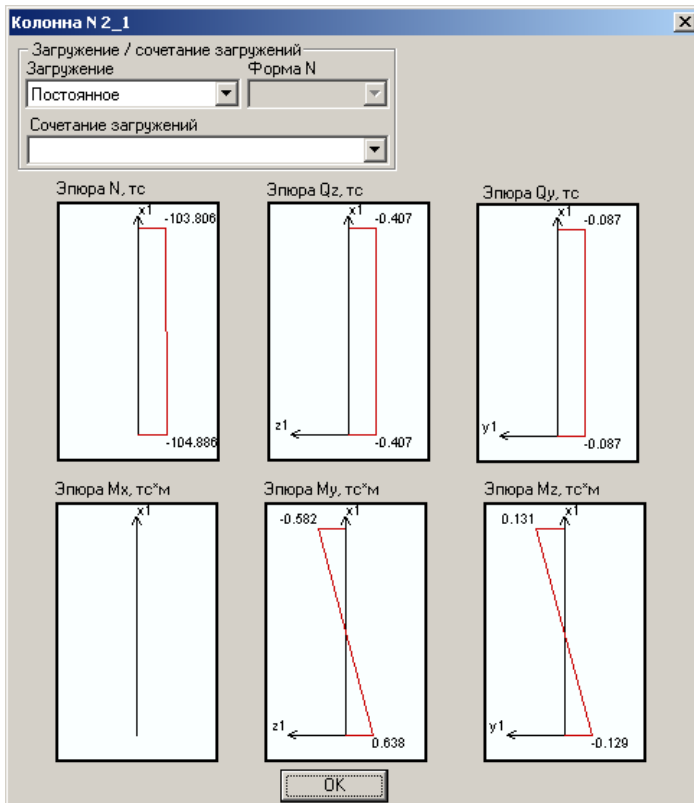 Колонна N 2_1
Загружение / сочетание загружений
Загружение Форма N
Постоянное
Сочетание загружений
Эпюра N, тс Эпюра Qz, тс Эпюра Qy, тс
x1 -103.806 x1 -0.407 x1 -0.087
-104.886 z1 -0.407 y1 -0.087
Эпюра Mx, тс*м Эпюра My, тс*м Эпюра Mz, тс*м
x1 -0.582 x1 0.131 x1
z1 0.638 y1 -0.129
OK